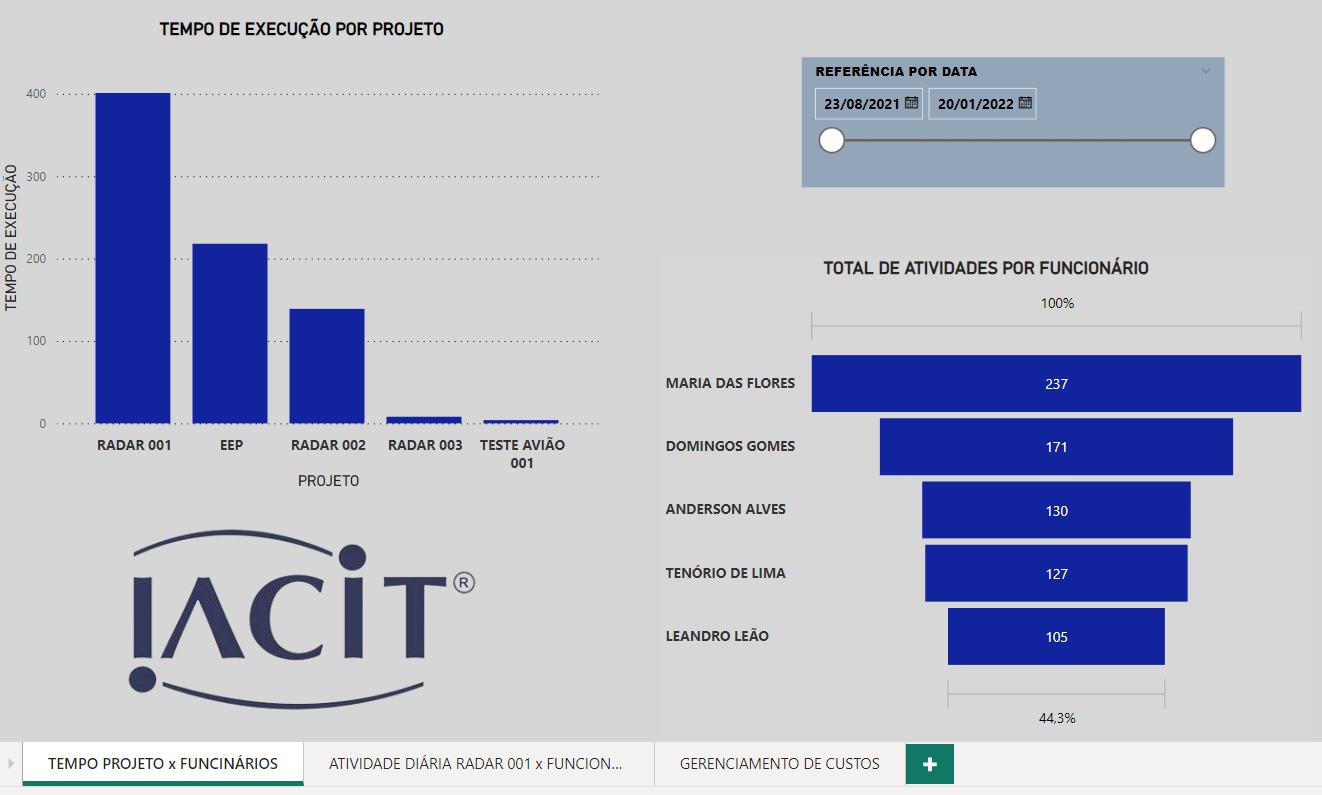 TEMPO DE EXECUÇÃO POR PROJETO
TEMPO DE EXECUÇÃO
400
300
200
100
0
RADAR 001
EEP
RADAR 002
RADAR 003
TESTE AVIÃO
001
PROJETO
IACIT ®
REFERÊNCIA POR DATA
23/08/2021 20/01/2022
TOTAL DE ATIVIDADES POR FUNCIONÁRIO
100%
MARIA DAS FLORES 237
DOMINGOS GOMES 171
ANDERSON ALVES 130
TENÓRIO DE LIMA 127
LEANDRO LEÃO 105
44,3%
TEMPO PROJETO x FUNCINÁRIOS
ATIVIDADE DIÁRIA RADAR 001 x FUNCION...
GERENCIAMENTO DE CUSTOS
+